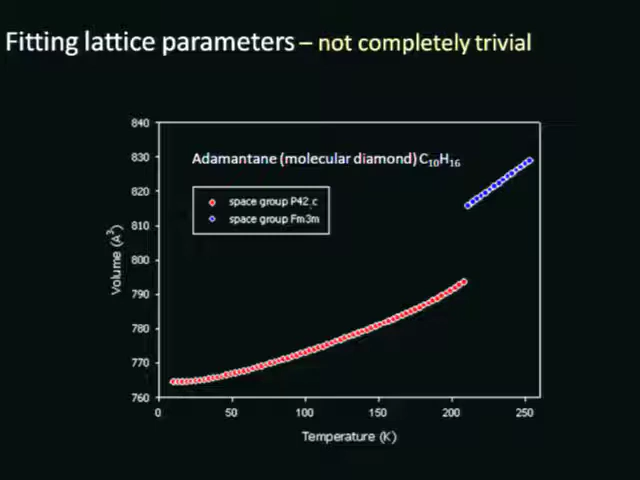 Fitting lattice parameters – not completely trivial
Adamantane (molecular diamond) C₁₀H₁₆
space group P42₁c
space group Fm3m
840
830
820
810
800
790
780
770
760
Volume (Å³)
0 50 100 150 200 250
Temperature (K)